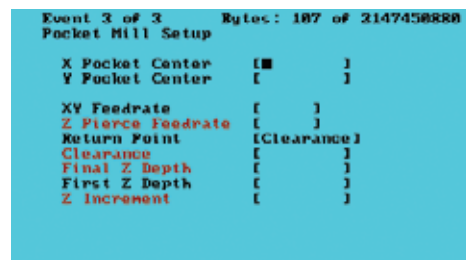 Event 3 of 3 Bytes: 107 of 2147450880
Pocket Mill Setup
X Pocket Center [ ]
Y Pocket Center [ ]
XY Feedrate [ ]
Z Pierce Feedrate [ ]
Return Point [Clearance]
Clearance [ ]
Final Z Depth [ ]
First Z Depth [ ]
Z Increment [ ]